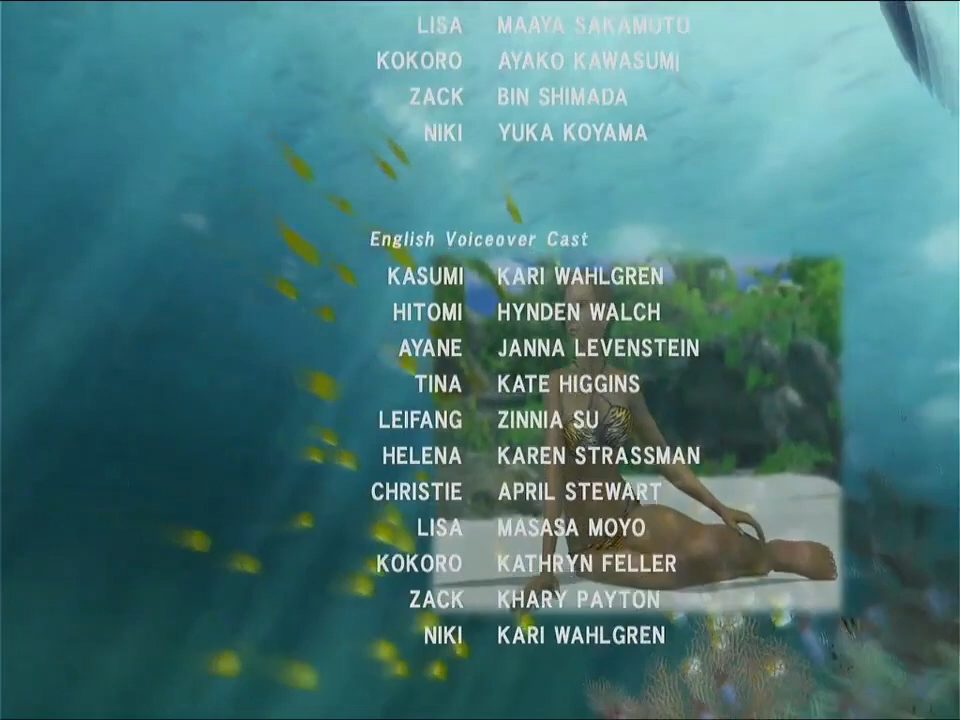 LISA MAAYA SAKAMOTO
KOKORO AYAKO KAWASUMI
ZACK BIN SHIMADA
NIKI YUKA KOYAMA
English Voiceover Cast
KASUMI KARI WAHLGREN
HITOMI HYNDEN WALCH
AYANE JANNA LEVENSTEIN
TINA KATE HIGGINS
LEIFANG ZINNIA SU
HELENA KAREN STRASSMAN
CHRISTIE APRIL STEWART
LISA MASASA MOYO
KOKORO KATHRYN FELLER
ZACK KHARY PAYTON
NIKI KARI WAHLGREN